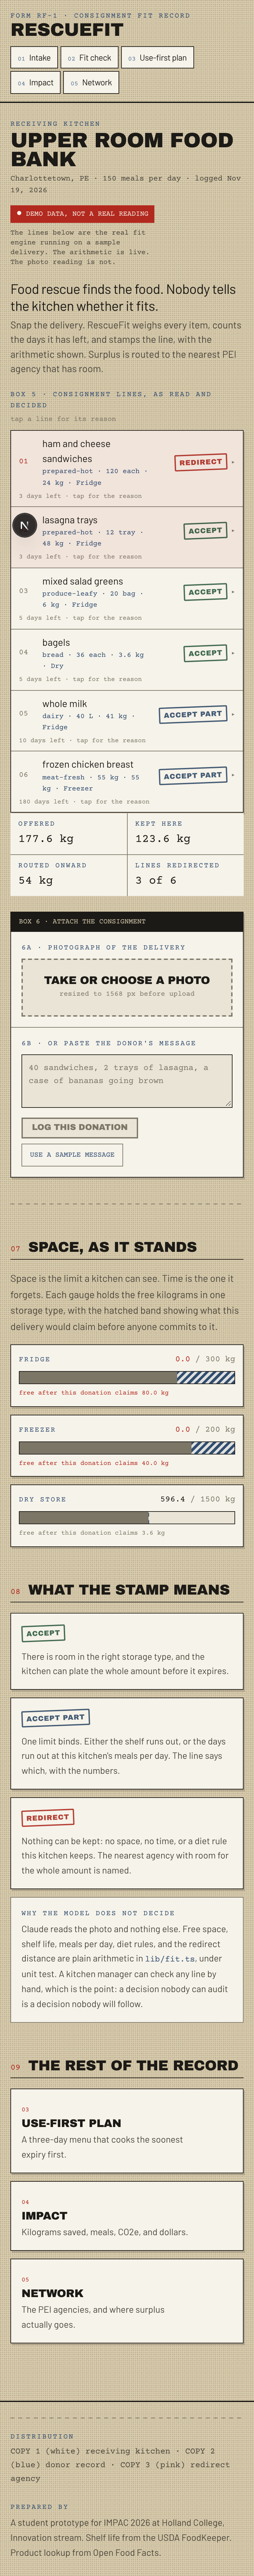 FORM RF-1 · CONSIGNMENT FIT RECORD
RESCUEFIT
01 Intake
02 Fit check
03 Use-first plan
04 Impact
05 Network
RECEIVING KITCHEN
UPPER ROOM FOOD
BANK
Charlottetown, PE · 150 meals per day · logged Nov
19, 2026
DEMO DATA, NOT A REAL READING
The lines below are the real fit
engine running on a sample
delivery. The arithmetic is live.
The photo reading is not.
Food rescue finds the food. Nobody tells
the kitchen whether it fits.
Snap the delivery. RescueFit weighs every item, counts
the days it has left, and stamps the line, with the
arithmetic shown. Surplus is routed to the nearest PEI
agency that has room.
BOX 5 · CONSIGNMENT LINES, AS READ AND
DECIDED
tap a line for its reason
01
ham and cheese
sandwiches
prepared-hot · 120 each ·
24 kg · Fridge
REDIRECT
3 days left · tap for the reason
N
lasagna trays
prepared-hot · 12 tray ·
48 kg · Fridge
ACCEPT
3 days left · tap for the reason
03
mixed salad greens
produce-leafy · 20 bag ·
6 kg · Fridge
ACCEPT
5 days left · tap for the reason
04
bagels
bread · 36 each · 3.6 kg
· Dry
ACCEPT
5 days left · tap for the reason
05
whole milk
dairy · 40 L · 41 kg ·
Fridge
ACCEPT PART
10 days left · tap for the reason
06
frozen chicken breast
meat-fresh · 55 kg · 55
kg · Freezer
ACCEPT PART
180 days left · tap for the reason
OFFERED
177.6 kg
KEPT HERE
123.6 kg
ROUTED ONWARD
54 kg
LINES REDIRECTED
3 of 6
BOX 6 · ATTACH THE CONSIGNMENT
6A · PHOTOGRAPH OF THE DELIVERY
TAKE OR CHOOSE A PHOTO
resized to 1568 px before upload
6B · OR PASTE THE DONOR'S MESSAGE
40 sandwiches, 2 trays of lasagna, a
case of bananas going brown
LOG THIS DONATION
USE A SAMPLE MESSAGE
07 SPACE, AS IT STANDS
Space is the limit a kitchen can see. Time is the one it
forgets. Each gauge holds the free kilograms in one
storage type, with the hatched band showing what this
delivery would claim before anyone commits to it.
FRIDGE
0.0 / 300 kg
free after this donation claims 80.0 kg
FREEZER
0.0 / 200 kg
free after this donation claims 40.0 kg
DRY STORE
596.4 / 1500 kg
free after this donation claims 3.6 kg
08 WHAT THE STAMP MEANS
ACCEPT
There is room in the right storage type, and the
kitchen can plate the whole amount before it expires.
ACCEPT PART
One limit binds. Either the shelf runs out, or the days
run out at this kitchen's meals per day. The line says
which, with the numbers.
REDIRECT
Nothing can be kept: no space, no time, or a diet rule
this kitchen keeps. The nearest agency with room for
the whole amount is named.
WHY THE MODEL DOES NOT DECIDE
Claude reads the photo and nothing else. Free space,
shelf life, meals per day, diet rules, and the redirect
distance are plain arithmetic in lib/fit.ts, under
unit test. A kitchen manager can check any line by
hand, which is the point: a decision nobody can audit
is a decision nobody will follow.
09 THE REST OF THE RECORD
03
USE-FIRST PLAN
A three-day menu that cooks the soonest
expiry first.
04
IMPACT
Kilograms saved, meals, CO2e, and dollars.
05
NETWORK
The PEI agencies, and where surplus
actually goes.
DISTRIBUTION
COPY 1 (white) receiving kitchen · COPY 2
(blue) donor record · COPY 3 (pink) redirect
agency
PREPARED BY
A student prototype for IMPAC 2026 at Holland College,
Innovation stream. Shelf life from the USDA FoodKeeper.
Product lookup from Open Food Facts.